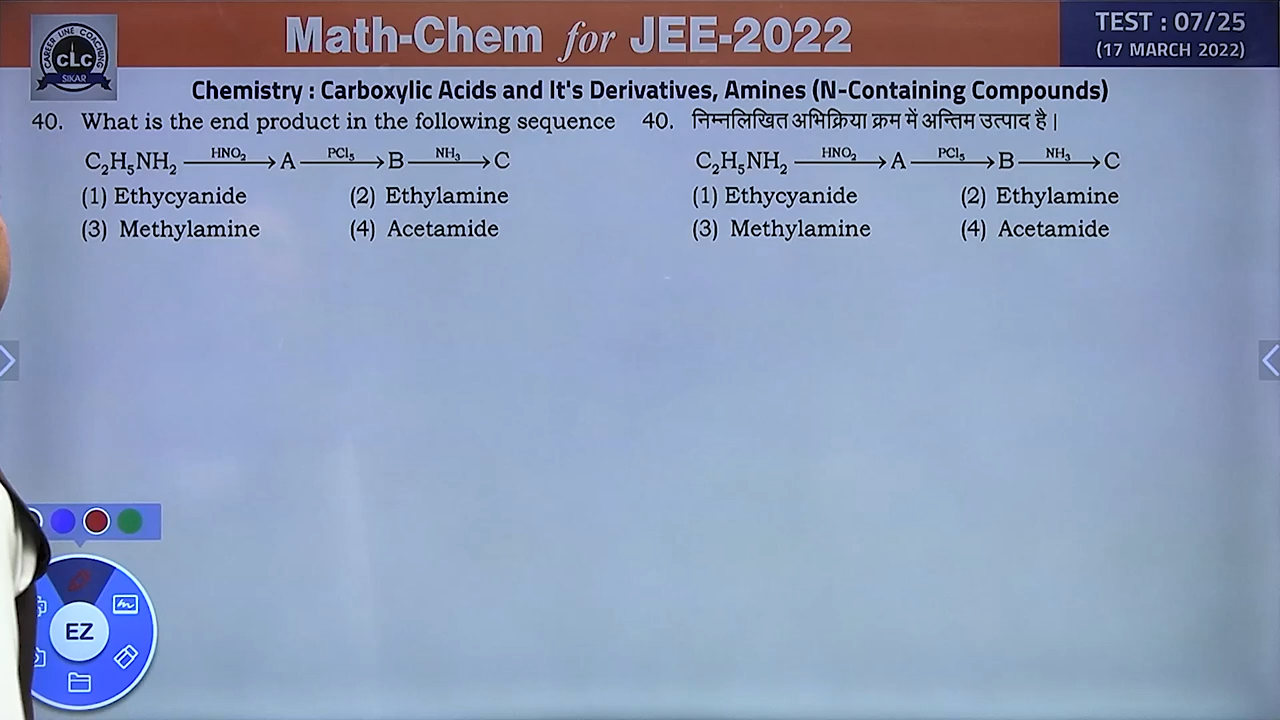 Math-Chem for JEE-2022
TEST : 07/25
(17 MARCH 2022)
CAREER LINE COACHING
CLC
SIKAR
Chemistry : Carboxylic Acids and It's Derivatives, Amines (N-Containing Compounds)
40. What is the end product in the following sequence
C₂H₅NH₂ —HNO₂→ A —PCl₅→ B —NH₃→ C
(1) Ethycyanide (2) Ethylamine
(3) Methylamine (4) Acetamide
40. निम्नलिखित अभिक्रिया क्रम में अन्तिम उत्पाद है।
C₂H₅NH₂ —HNO₂→ A —PCl₅→ B —NH₃→ C
(1) Ethycyanide (2) Ethylamine
(3) Methylamine (4) Acetamide
EZ